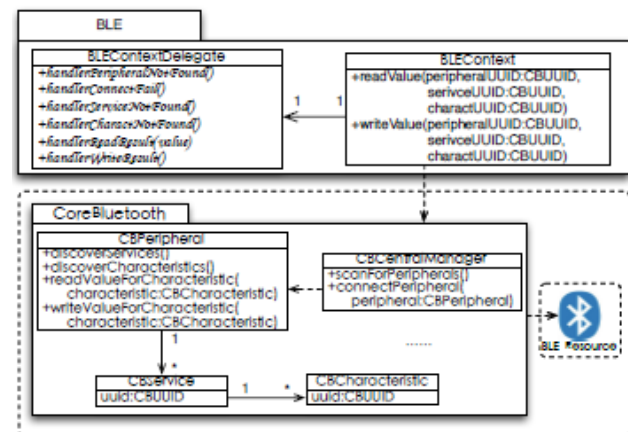 BLE
BLEContextDelegate
+handlerPeripheralNotFound()
+handlerConnectFail()
+handlerServiceNotFound()
+handlerCharactNotFound()
+handlerReadResult(value)
+handlerWriteResult()
1
1
BLEContext
+readValue(peripheralUUID:CBUUID,
serivceUUID:CBUUID,
charactUUID:CBUUID)
+writeValue(peripheralUUID:CBUUID,
serivceUUID:CBUUID,
charactUUID:CBUUID)
CoreBluetooth
CBPeripheral
+discoverServices()
+discoverCharacteristics()
+readValueForCharacteristic(
characteristic:CBCharacteristic)
+writeValueForCharacteristic(
characteristic:CBCharacteristic)
CBCentralManager
+scanForPeripherals()
+connectPeripheral(
peripheral:CBPeripheral)
BLE Resource
......
1
*
CBService
uuid:CBUUID
1
*
CBCharacteristic
uuid:CBUUID